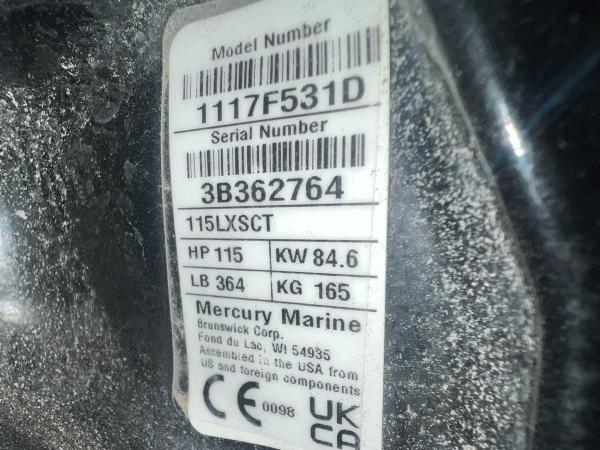 Model Number
1117F531D
Serial Number
3B362764
115LXSCT
HP 115 KW 84.6
LB 364 KG 165
Mercury Marine
Brunswick Corp.
Fond du Lac, WI 54935
Assembled in the USA from
US and foreign components
CE 0098 UK
CA